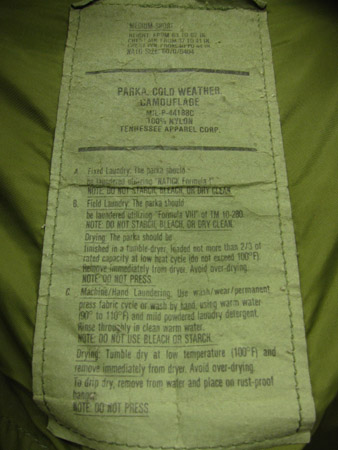 MEDIUM-SHORT
HEIGHT: FROM
CHEST: FROM
NATO SIZE:
PARKA, COLD WEATHER
CAMOUFLAGE
MIL-P-44188C
100% NYLON
TENNESSEE APPAREL CORP.
A. Fixed Laundry: The parka should
be laundered utilizing "NATICK Formula
NOTE: DO NOT STARCH, BLEACH, OR DRY CLEAN
B. Field Laundry: The parka should
be laundered utilizing "Formula VIII" of TM 10-280.
NOTE: DO NOT STARCH, BLEACH, OR DRY CLEAN.
Drying: The parka should be
finished in a tumble dryer, loaded not more than 2/3 of
rated capacity at low heat cycle (do not exceed 100°F)
Remove immediately from dryer. Avoid over-drying.
NOTE: DO NOT PRESS
C. Machine/Hand Laundering: Use wash/wear/permanent
press fabric cycle or wash by hand, using warm water
(90° to 110°F) and mild powdered laundry detergent.
Rinse thoroughly in clean warm water.
NOTE: DO NOT USE BLEACH OR STARCH.
Drying: Tumble dry at low temperature (100°F) and
remove immediately from dryer. Avoid over-drying.
To drip dry, remove from water and place on rust-proof
hanger.
NOTE: DO NOT PRESS